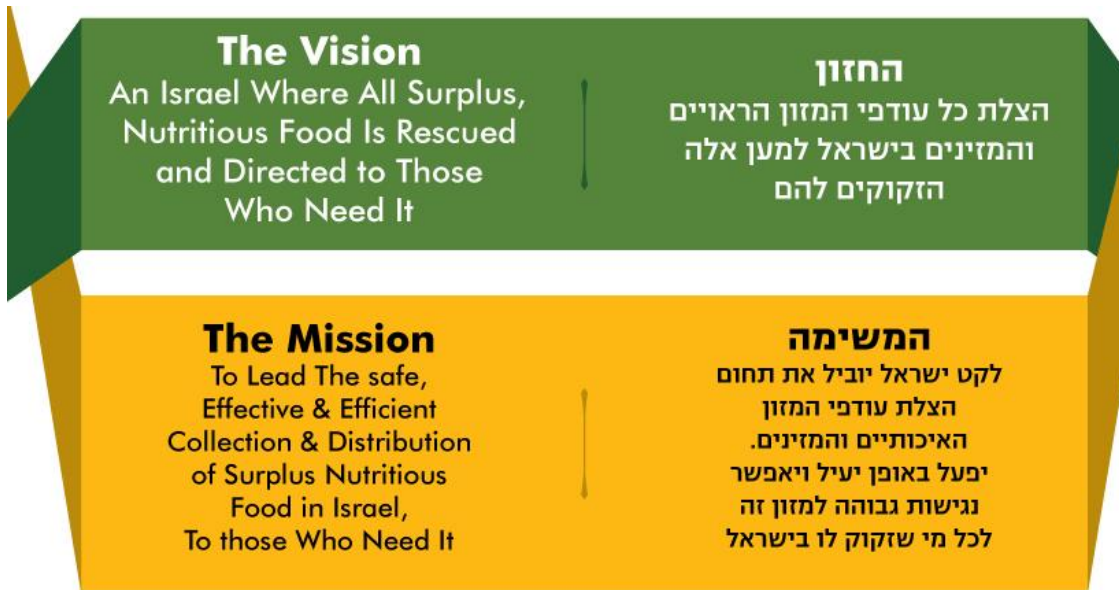 The Vision
An Israel Where All Surplus,
Nutritious Food Is Rescued
and Directed to Those
Who Need It
החזון
הצלת כל עודפי המזון הראויים
והמזינים בישראל למען אלה
הזקוקים להם
The Mission
To Lead The safe,
Effective & Efficient
Collection & Distribution
of Surplus Nutritious
Food in Israel,
To those Who Need It
המשימה
לקט ישראל יוביל את תחום
הצלת עודפי המזון
האיכותיים והמזינים.
יפעל באופן יעיל ויאפשר
נגישות גבוהה למזון זה
לכל מי שזקוק לו בישראל